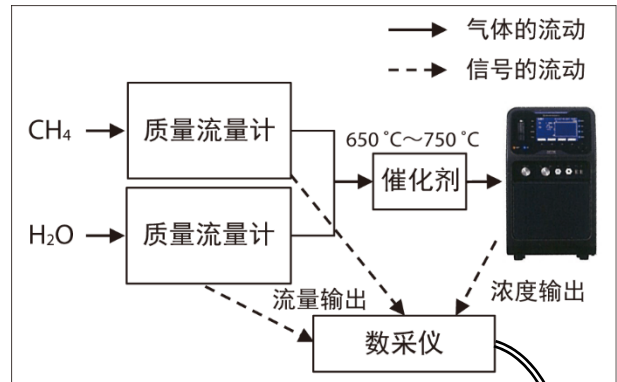 气体的流动
信号的流动
CH₄
质量流量计
650 ˚C～750 ˚C
催化剂
H₂O
质量流量计
流量输出
浓度输出
数采仪